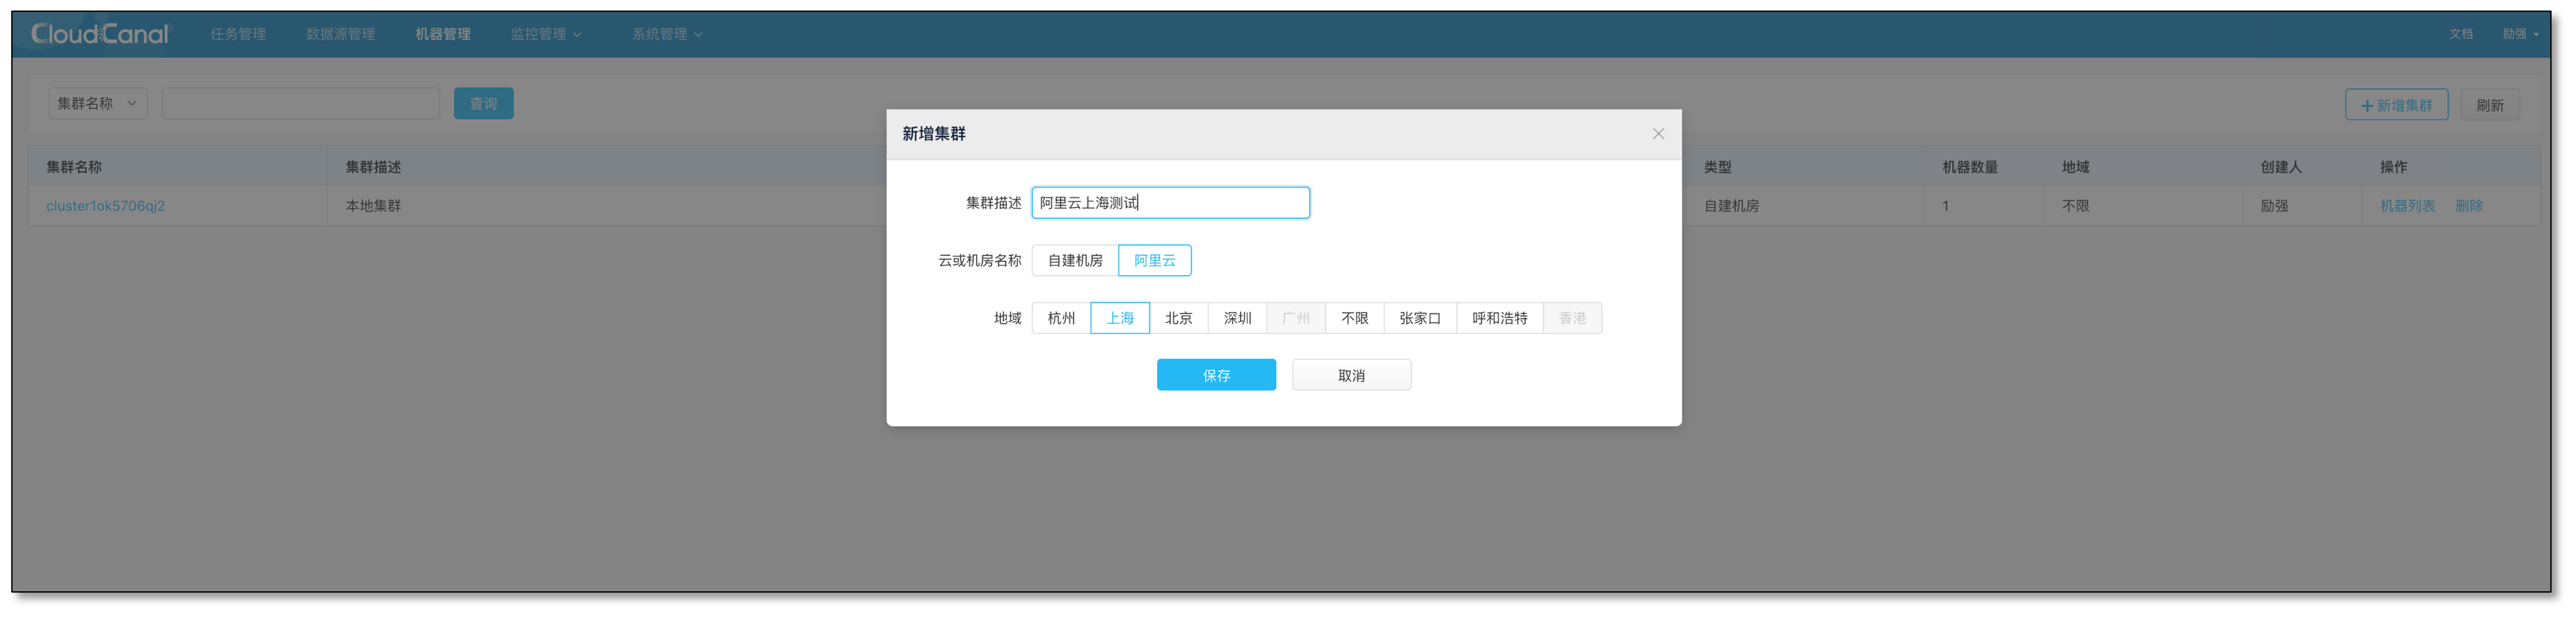 CloudCanal 任务管理 数据源管理 机器管理 监控管理 系统管理 文档 励强
集群名称 查询 新增集群 刷新
集群名称 集群描述 类型 机器数量 地域 创建人 操作
cluster1ok5706qj2 本地集群 自建机房 1 不限 励强 机器列表 删除
新增集群
集群描述 阿里云上海测试
云或机房名称 自建机房 阿里云
地域 杭州 上海 北京 深圳 广州 不限 张家口 呼和浩特 香港
保存 取消